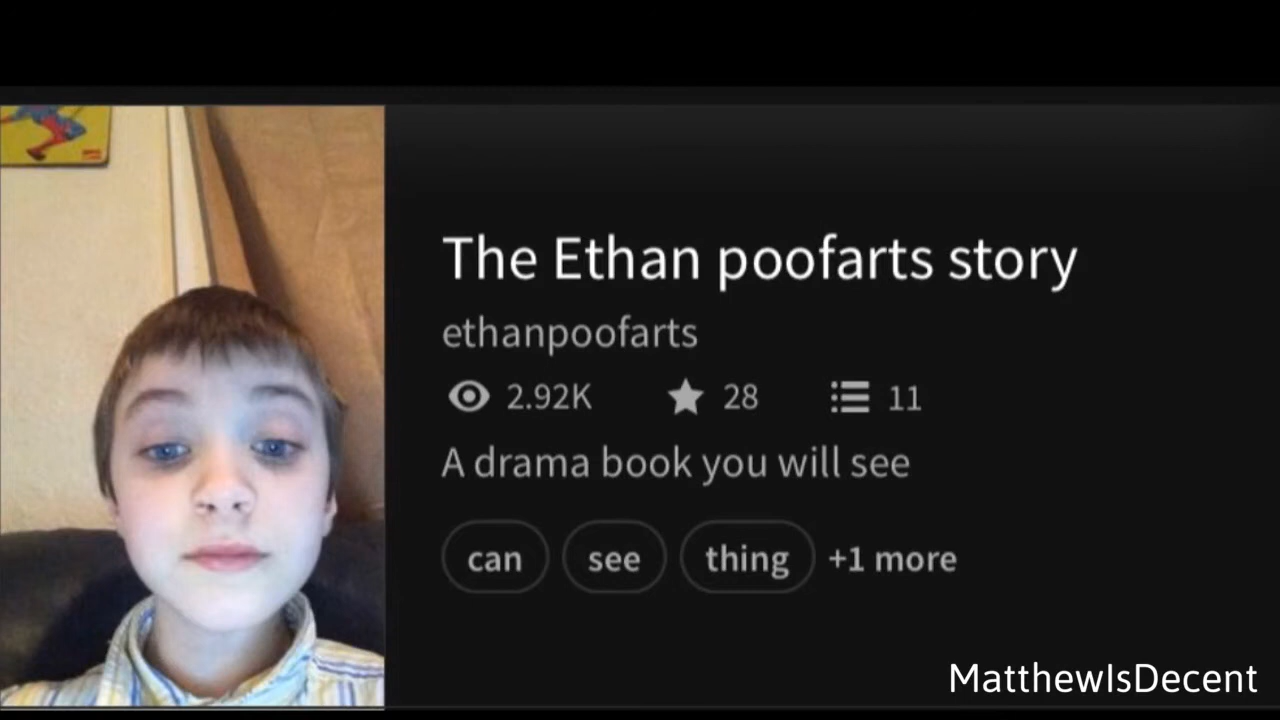 The Ethan poofarts story
ethanpoofarts
2.92K 28 11
A drama book you will see
can see thing +1 more
MatthewIsDecent